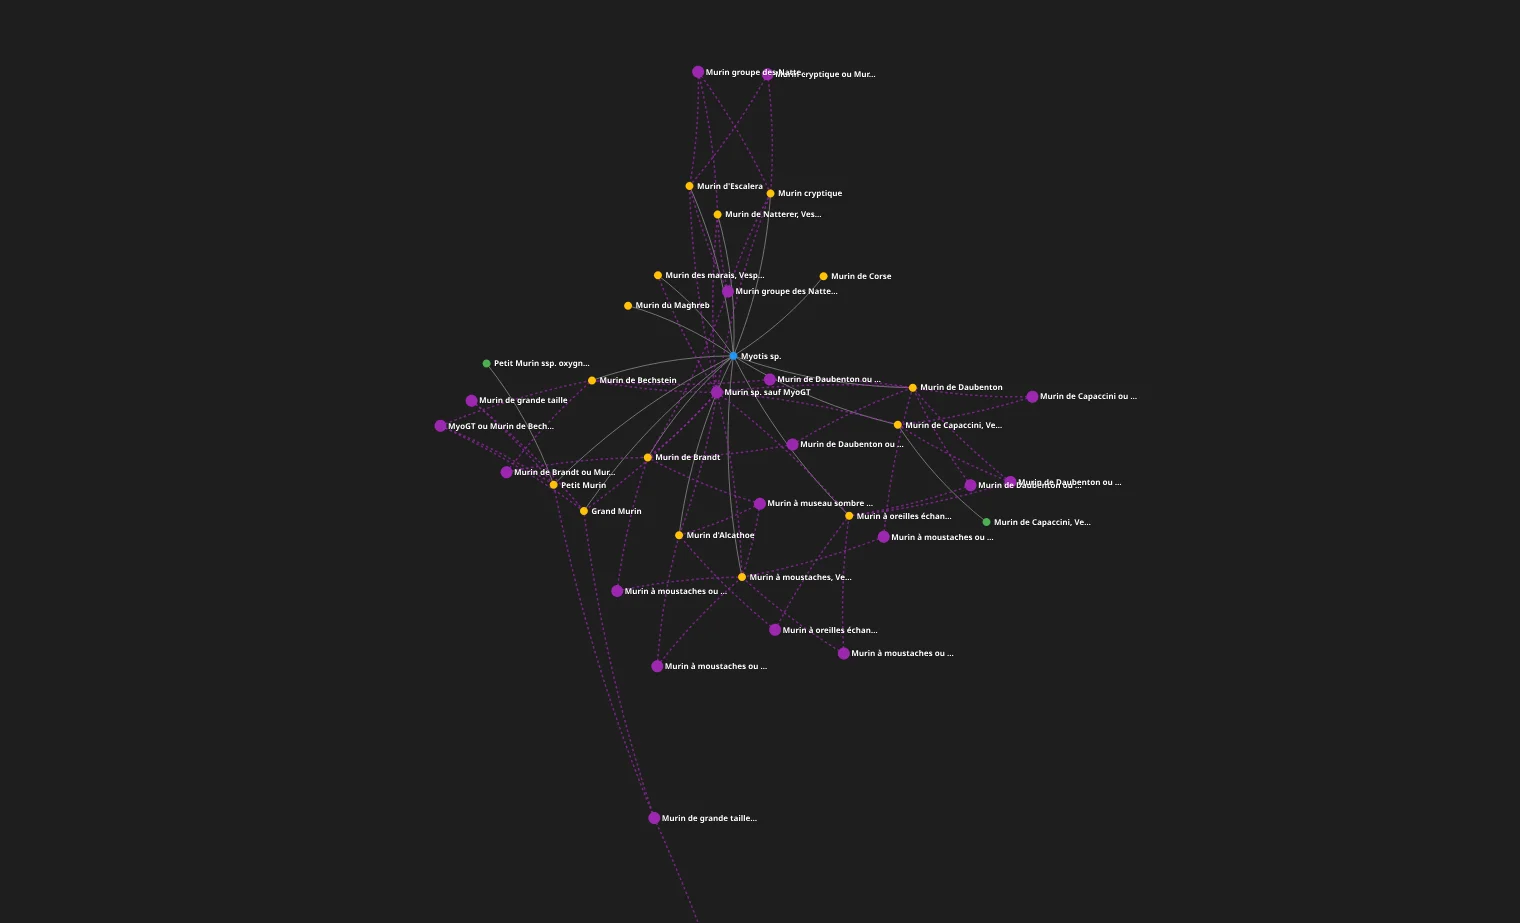 Murin groupe des Natte...
Murin cryptique ou Mur...
Murin d'Escalera
Murin cryptique
Murin de Natterer, Ves...
Murin des marais, Vesp...
Murin de Corse
Murin groupe des Natte...
Murin du Maghreb
Myotis sp.
Petit Murin ssp. oxygn...
Murin de Bechstein
Murin de Daubenton ou ...
Murin de Daubenton
Murin sp. sauf MyoGT
Murin de Capaccini ou ...
Murin de grande taille
MyoGT ou Murin de Bech...
Murin de Capaccini, Ve...
Murin de Daubenton ou ...
Murin de Brandt
Murin de Brandt ou Mur...
Petit Murin
Murin de Daubenton ou ...
Murin de Daubenton ou ...
Murin à museau sombre ...
Grand Murin
Murin à oreilles échan...
Murin de Capaccini, Ve...
Murin d'Alcathoe
Murin à moustaches ou ...
Murin à moustaches, Ve...
Murin à moustaches ou ...
Murin à oreilles échan...
Murin à moustaches ou ...
Murin à moustaches ou ...
Murin de grande taille...